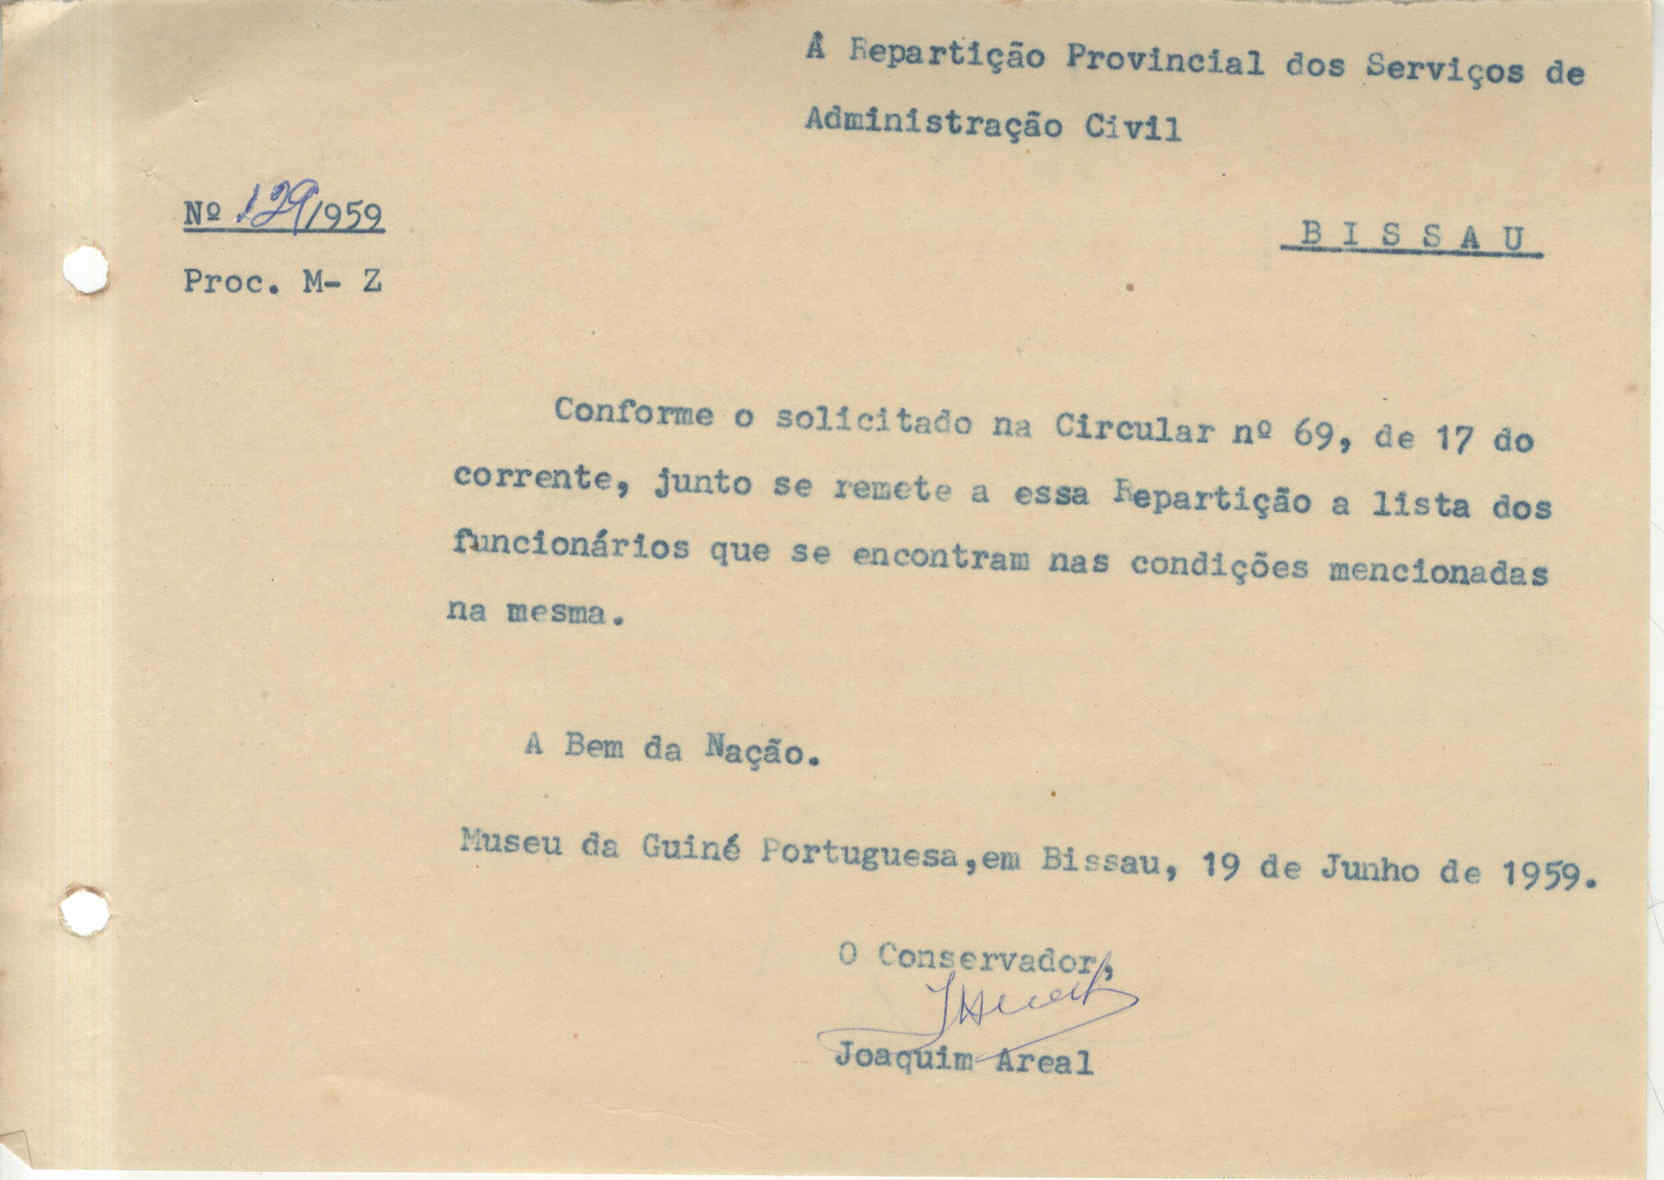 À Repartição Provincial dos Serviços de
Administração Civil
Nº 129/959
BISSAU
Proc. M- Z
Conforme o solicitado na Circular nº 69, de 17 do
corrente, junto se remete a essa Repartição a lista dos
funcionários que se encontram nas condições mencionadas
na mesma.
A Bem da Nação.
Museu da Guiné Portuguesa,em Bissau, 19 de Junho de 1959.
O Conservador,
Joaquim Areal